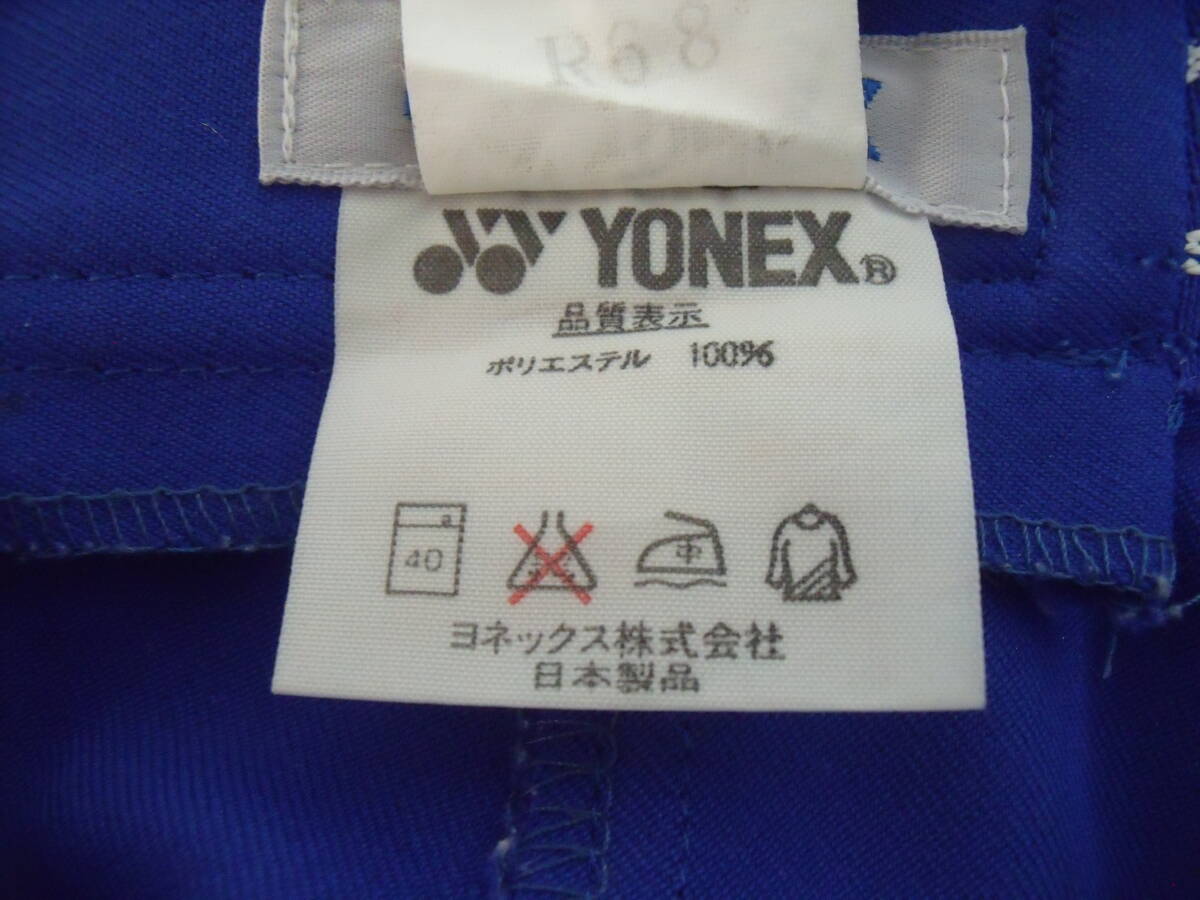 R68
YONEX®
品質表示
ポリエステル 100%
40 中
ヨネックス株式会社
日本製品